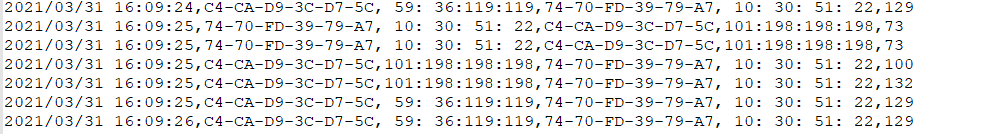 2021/03/31 16:09:24,C4-CA-D9-3C-D7-5C, 59: 36:119:119,74-70-FD-39-79-A7, 10: 30: 51: 22,129
2021/03/31 16:09:25,74-70-FD-39-79-A7, 10: 30: 51: 22,C4-CA-D9-3C-D7-5C,101:198:198:198,73
2021/03/31 16:09:25,74-70-FD-39-79-A7, 10: 30: 51: 22,C4-CA-D9-3C-D7-5C,101:198:198:198,73
2021/03/31 16:09:25,C4-CA-D9-3C-D7-5C,101:198:198:198,74-70-FD-39-79-A7, 10: 30: 51: 22,100
2021/03/31 16:09:25,C4-CA-D9-3C-D7-5C,101:198:198:198,74-70-FD-39-79-A7, 10: 30: 51: 22,132
2021/03/31 16:09:25,C4-CA-D9-3C-D7-5C, 59: 36:119:119,74-70-FD-39-79-A7, 10: 30: 51: 22,129
2021/03/31 16:09:26,C4-CA-D9-3C-D7-5C, 59: 36:119:119,74-70-FD-39-79-A7, 10: 30: 51: 22,129